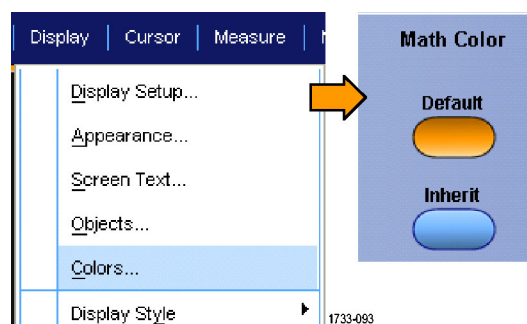 Display | Cursor | Measure |
Display Setup...
Appearance...
Screen Text...
Objects...
Colors...
Display Style
Math Color
Default
Inherit
1733-093